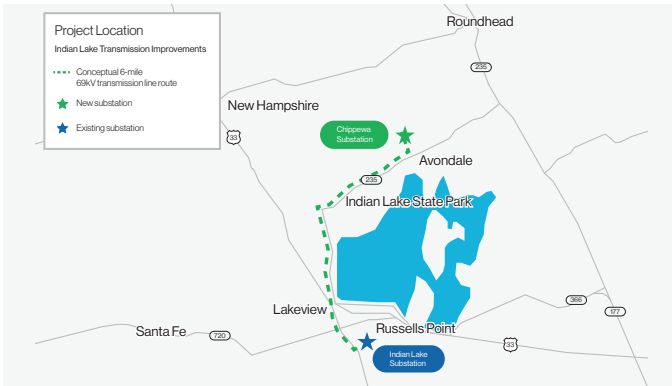 Project Location
Indian Lake Transmission Improvements
Conceptual 6-mile
69kV transmission line route
New substation
Existing substation
Roundhead
235
New Hampshire
33
Chippewa
Substation
Avondale
235
Indian Lake State Park
Lakeview
366
177
Santa Fe
720
Russells Point
33
Indian Lake
Substation